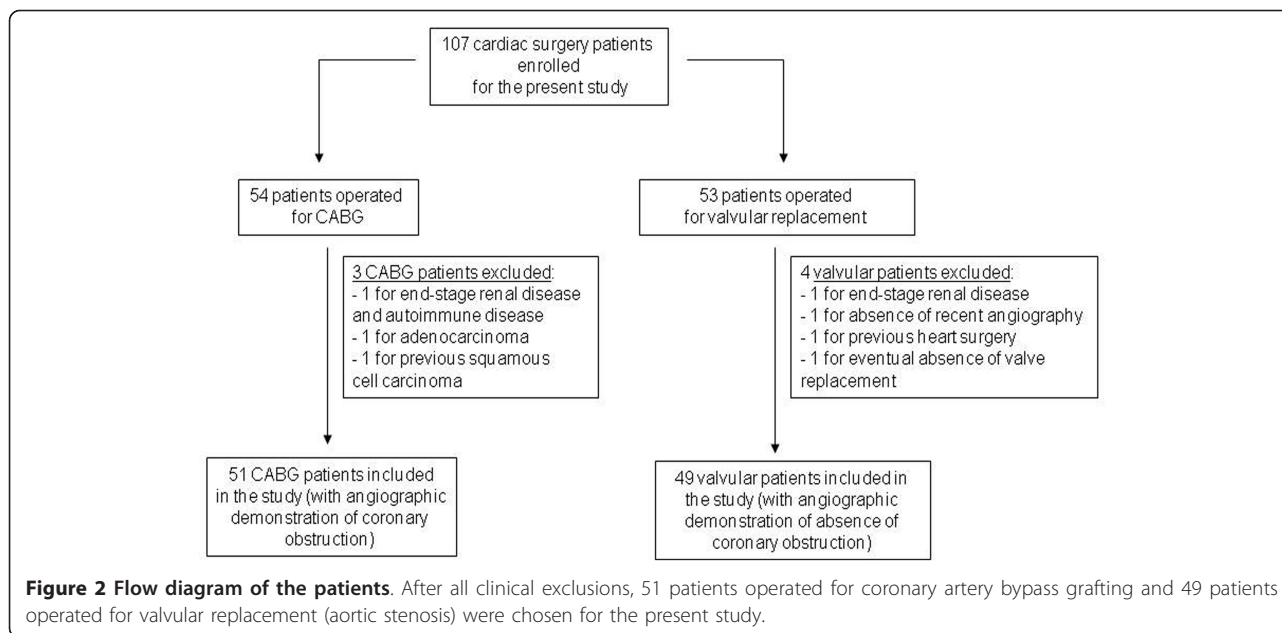 107 cardiac surgery patients
enrolled
for the present study
54 patients operated
for CABG
53 patients operated
for valvular replacement
3 CABG patients excluded:
- 1 for end-stage renal disease
and autoimmune disease
- 1 for adenocarcinoma
- 1 for previous squamous
cell carcinoma
4 valvular patients excluded:
- 1 for end-stage renal disease
- 1 for absence of recent angiography
- 1 for previous heart surgery
- 1 for eventual absence of valve
replacement
51 CABG patients included
in the study (with angiographic
demonstration of coronary
obstruction)
49 valvular patients included in
the study (with angiographic
demonstration of absence of
coronary obstruction)
Figure 2 Flow diagram of the patients. After all clinical exclusions, 51 patients operated for coronary artery bypass grafting and 49 patients
operated for valvular replacement (aortic stenosis) were chosen for the present study.